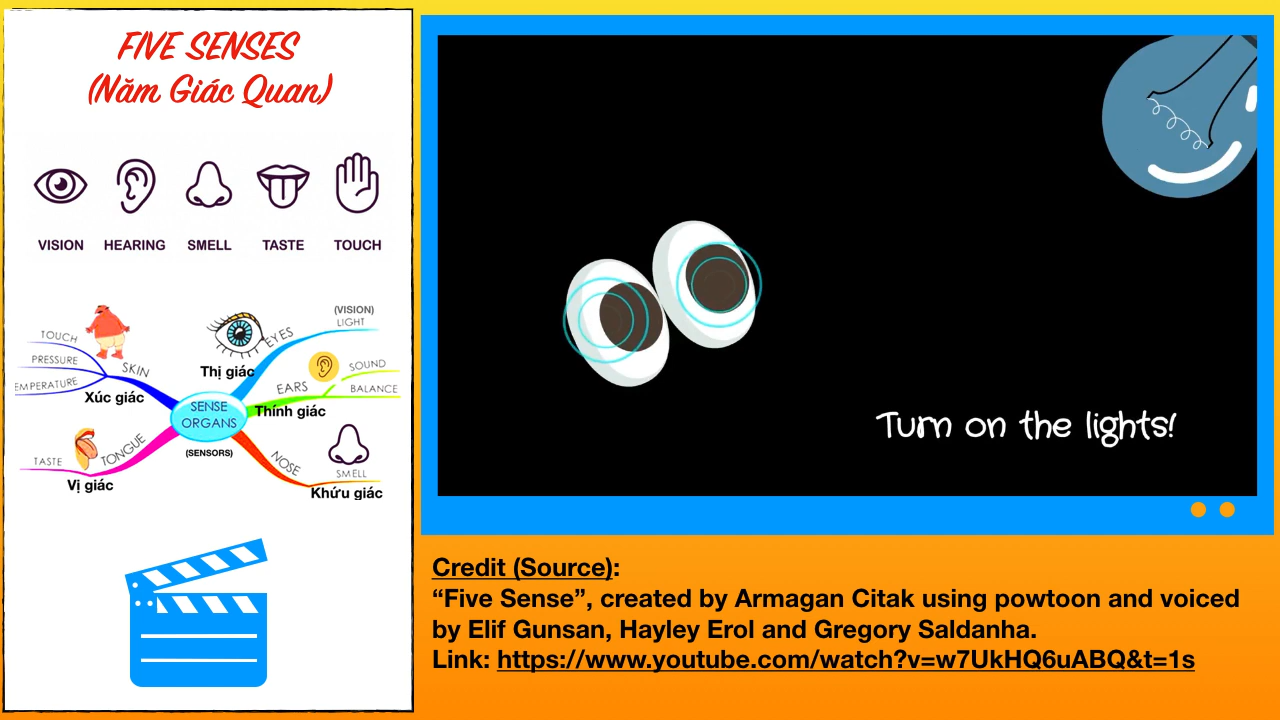 FIVE SENSES
(Năm Giác Quan)
VISION HEARING SMELL TASTE TOUCH
(VISION)
LIGHT
EYES
Thị giác
TOUCH
PRESSURE
EMPERATURE
SKIN
Xúc giác
SOUND
EARS
BALANCE
Thính giác
SENSE
ORGANS
(SENSORS)
TONGUE
TASTE
Vị giác
NOSE
SMELL
Khứu giác
Turn on the lights!
Credit (Source):
“Five Sense”, created by Armagan Citak using powtoon and voiced
by Elif Gunsan, Hayley Erol and Gregory Saldanha.
Link: https://www.youtube.com/watch?v=w7UkHQ6uABQ&t=1s